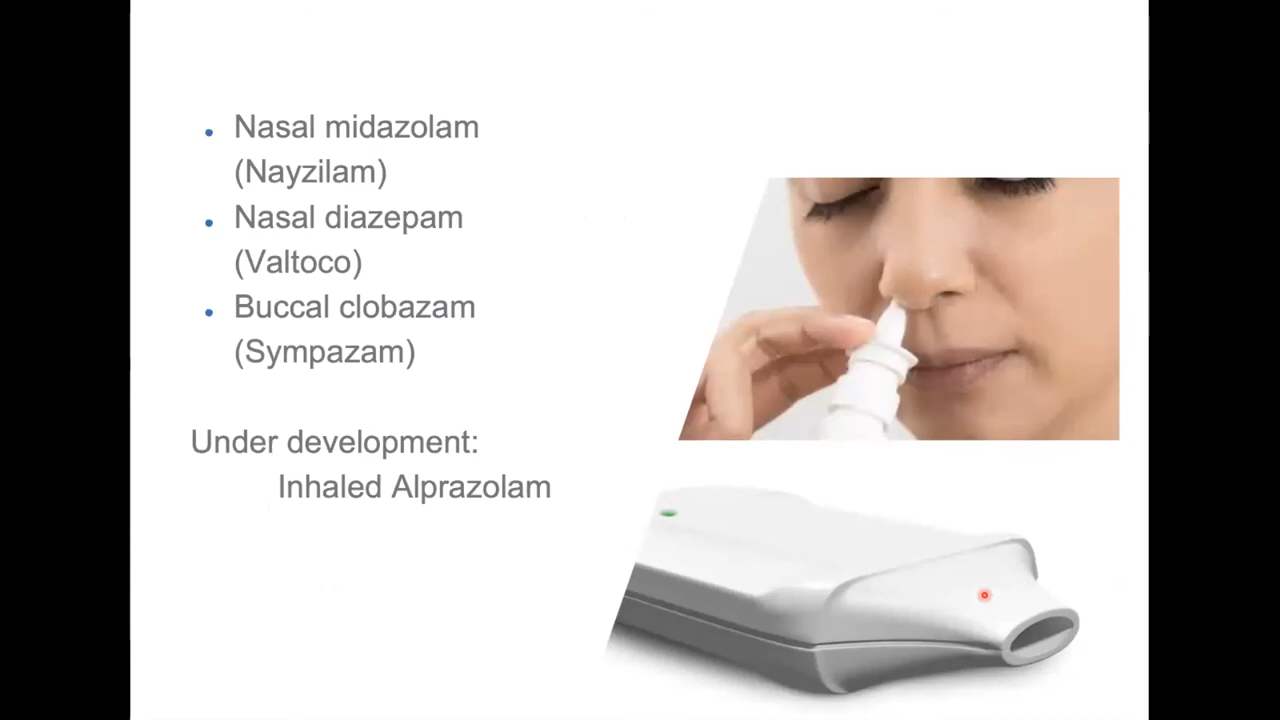 Nasal midazolam
(Nayzilam)
Nasal diazepam
(Valtoco)
Buccal clobazam
(Sympazam)
Under development:
Inhaled Alprazolam